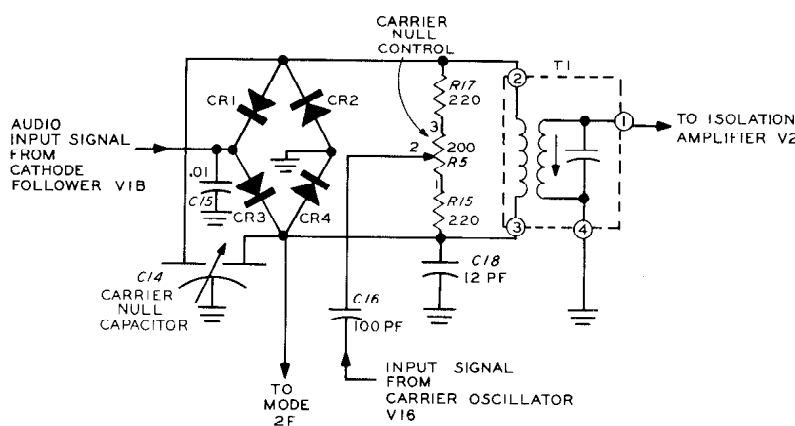 CARRIER
NULL
CONTROL
R17
220
3
2
200
R5
1
R15
220
CR1
CR2
CR3
CR4
AUDIO
INPUT SIGNAL
FROM
CATHODE
FOLLOWER V1B
.01
C15
C14
CARRIER
NULL
CAPACITOR
TO
MODE
2F
C16
100 PF
INPUT SIGNAL
FROM
CARRIER OSCILLATOR
V16
C18
12 PF
T1
2
1
3
4
TO ISOLATION
AMPLIFIER V2